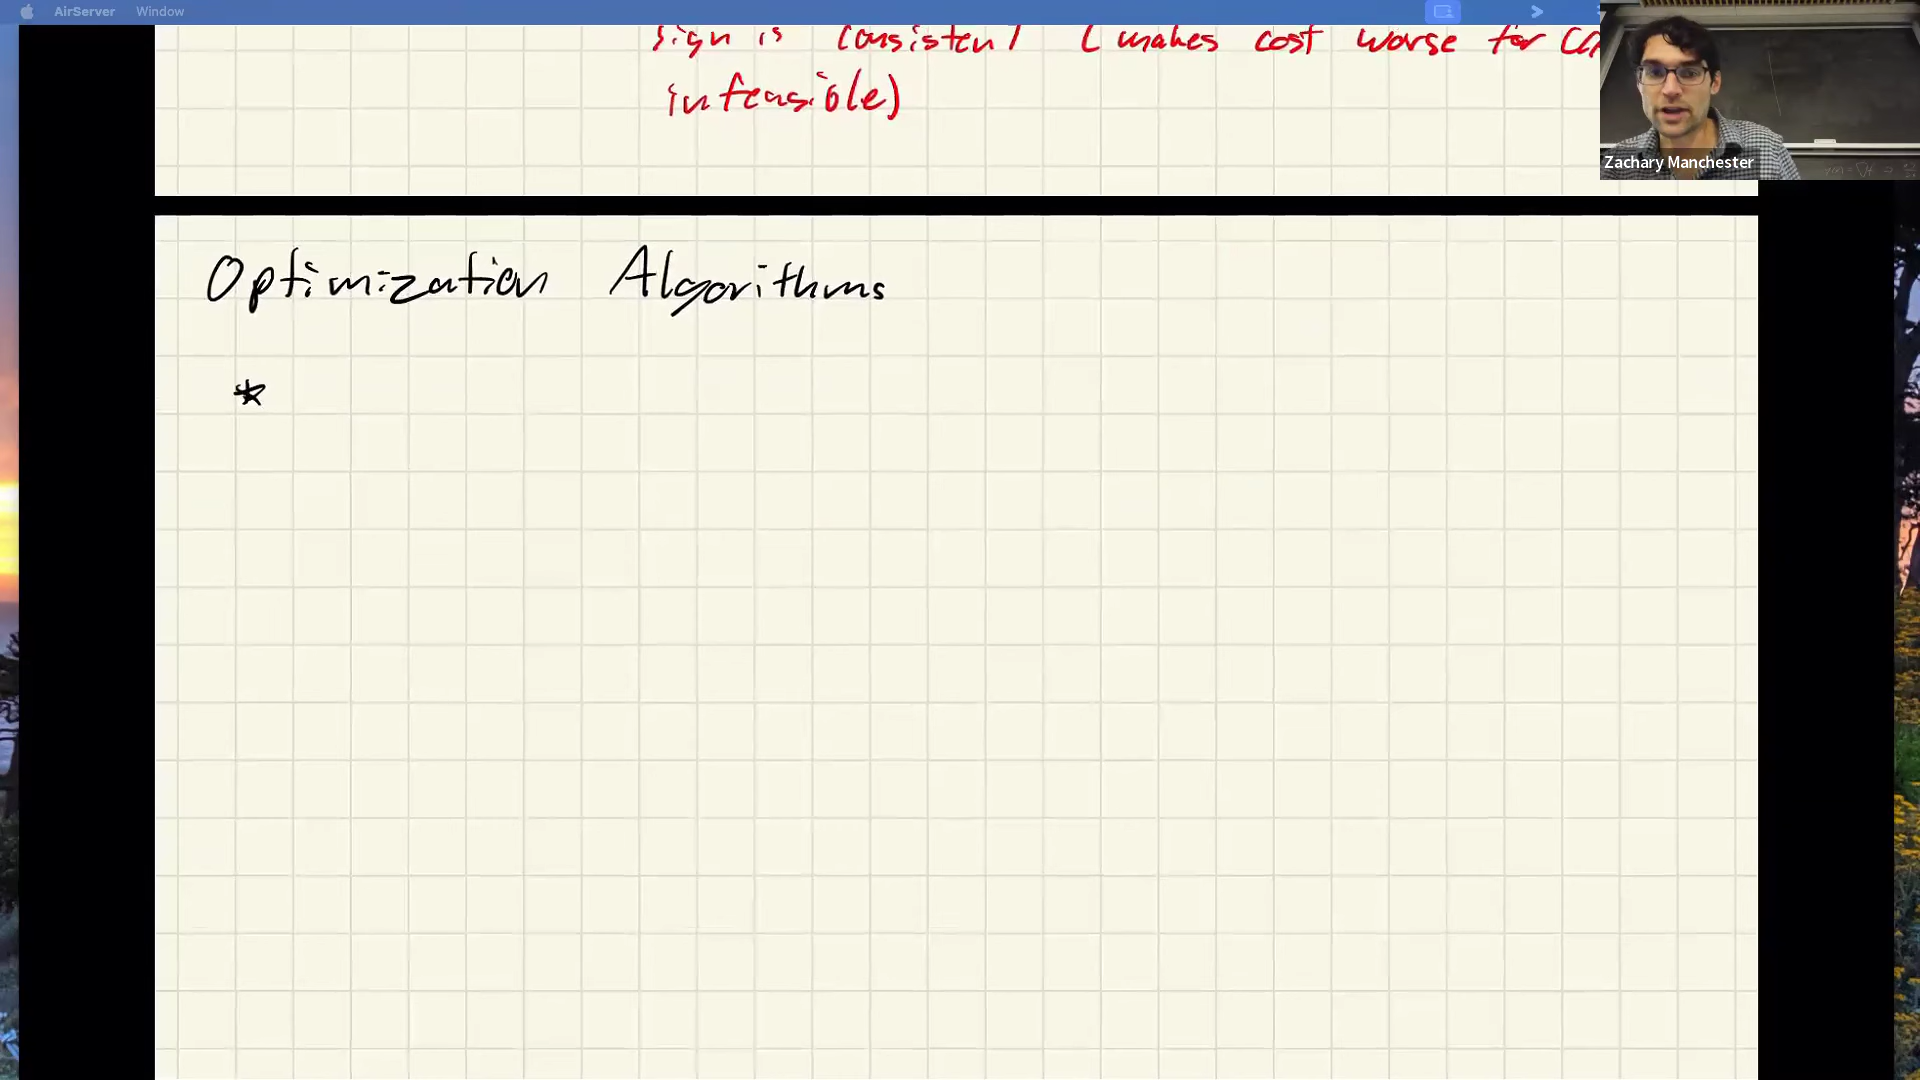 AirServer Window
sign is consistent (makes cost worse for
infeasible)
Zachary Manchester
Optimization Algorithms
*